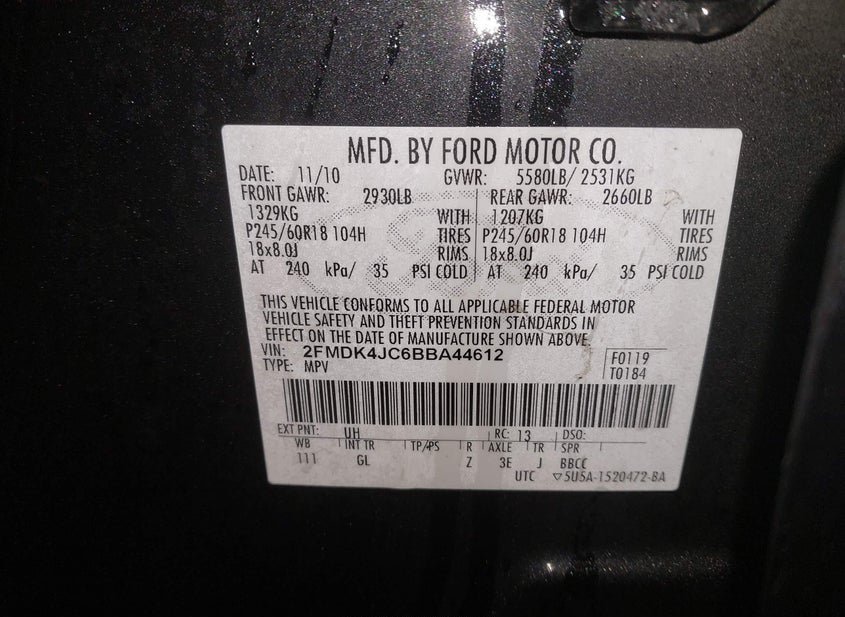 MFD. BY FORD MOTOR CO.
DATE: 11/10 GVWR: 5580LB/ 2531KG
FRONT GAWR: 2930LB REAR GAWR: 2660LB
1329KG WITH 1207KG WITH
P245/60R18 104H TIRES P245/60R18 104H TIRES
18x8.0J RIMS 18x8.0J RIMS
AT 240 kPa/ 35 PSI COLD AT 240 kPa/ 35 PSI COLD
THIS VEHICLE CONFORMS TO ALL APPLICABLE FEDERAL MOTOR
VEHICLE SAFETY AND THEFT PREVENTION STANDARDS IN
EFFECT ON THE DATE OF MANUFACTURE SHOWN ABOVE.
VIN: 2FMDK4JC6BBA44612 F0119
TYPE: MPV T0184
EXT PNT: UH RC: 13 DSO:
WB INT TR TP/PS R AXLE TR SPR
111 GL Z 3E J BBCC
UTC ▽5U5A-1520472-BA